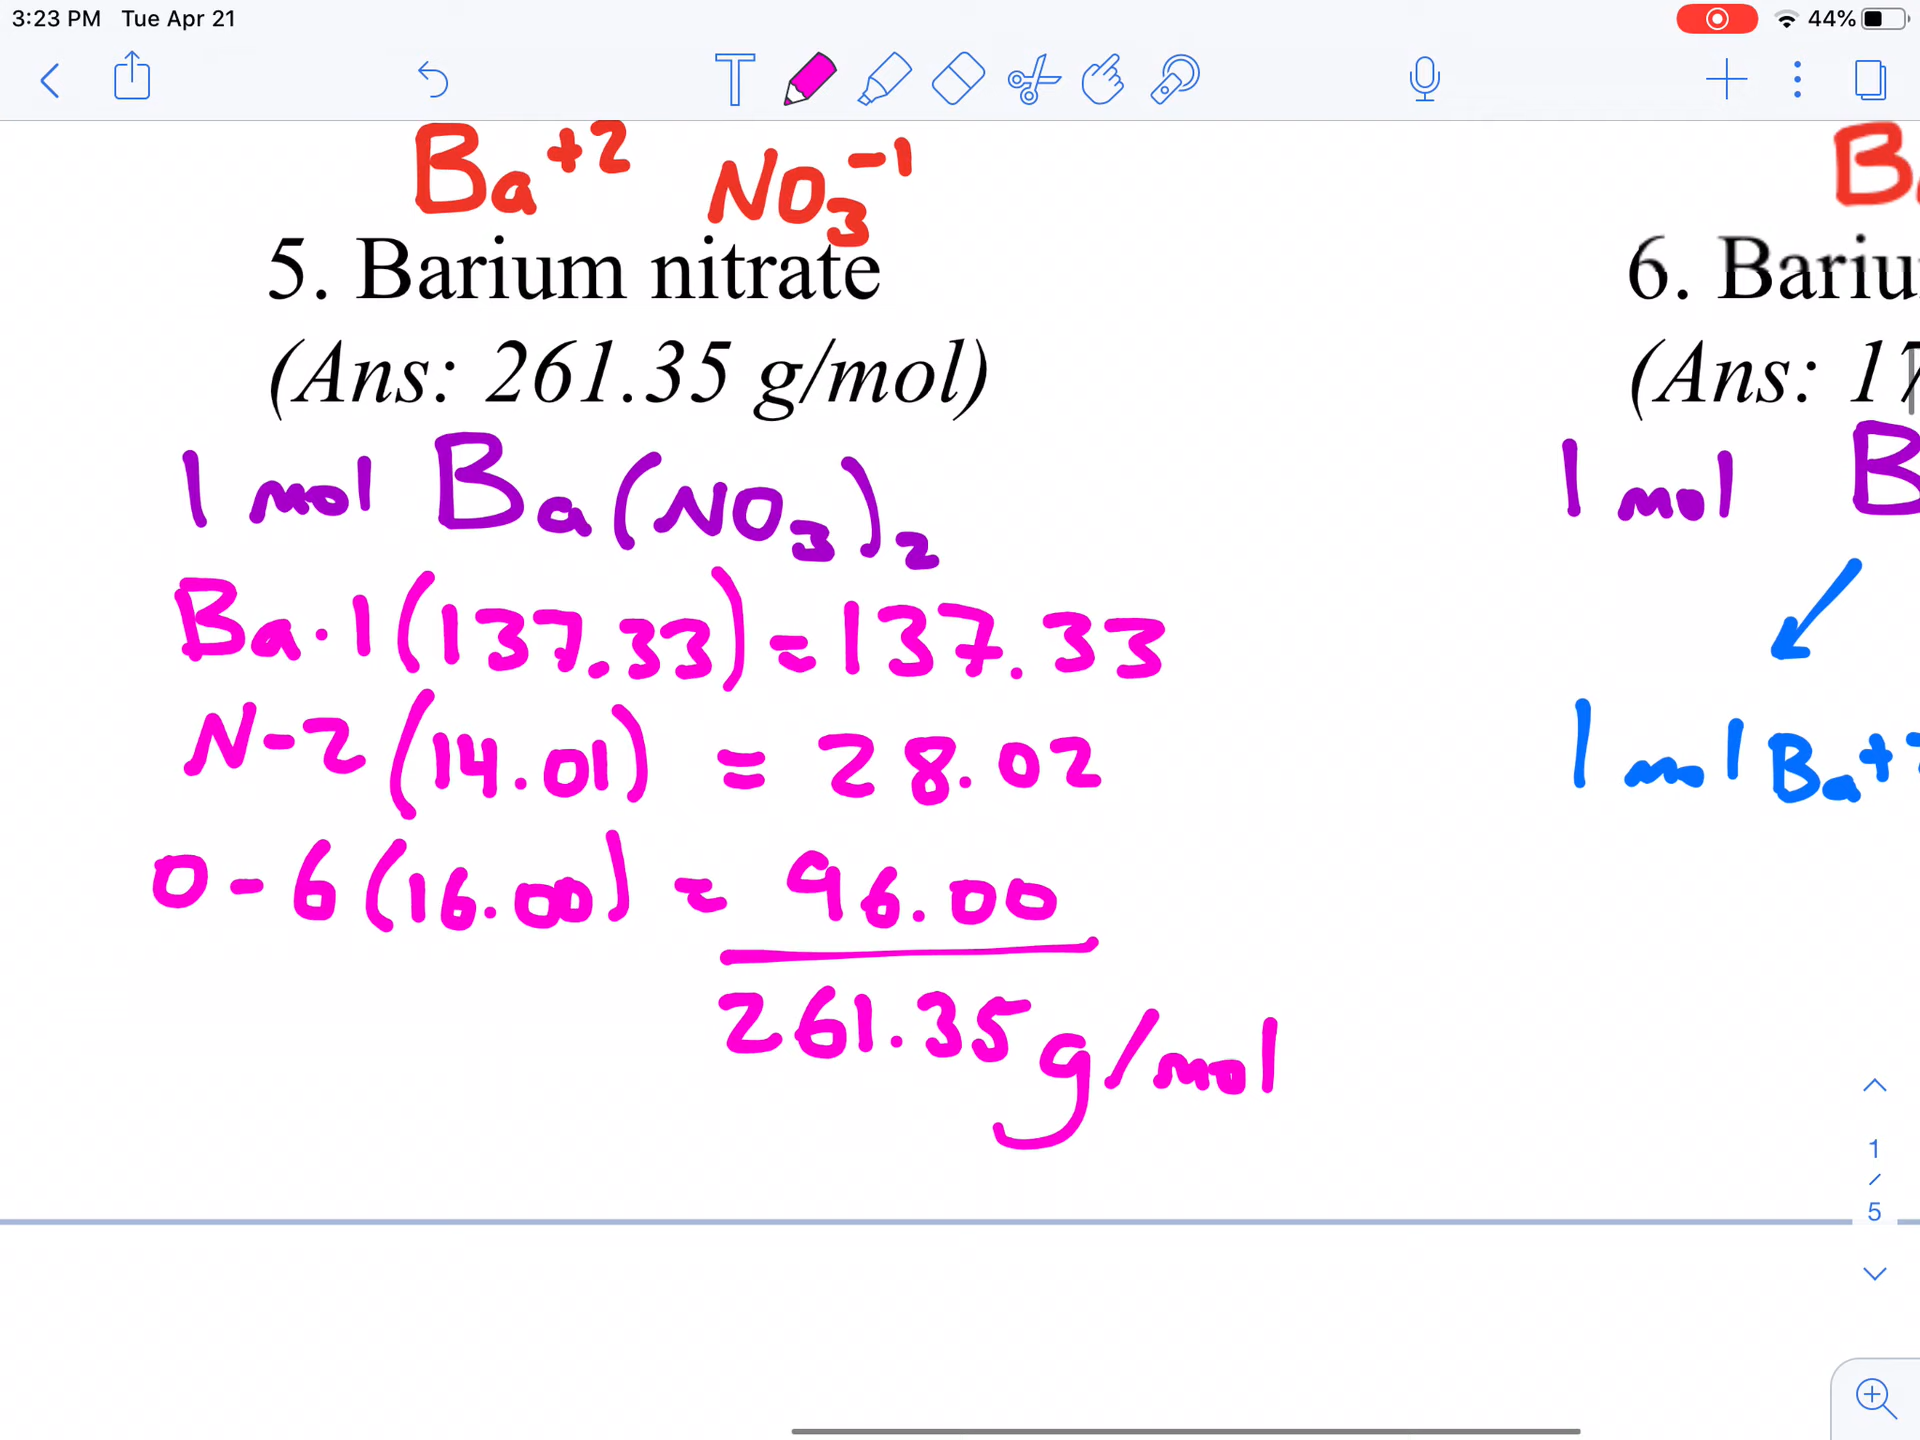 3:23 PM Tue Apr 21 44%
T
Ba+2 NO3-1
5. Barium nitrate
(Ans: 261.35 g/mol)
1 mol Ba(NO3)2
Ba·1(137.33)=137.33
N-2(14.01) = 28.02
O-6(16.00) = 96.00
261.35 g/mol
B
6. Bariu
(Ans: 17
1 mol B
1 mol Ba+2
1
/
5